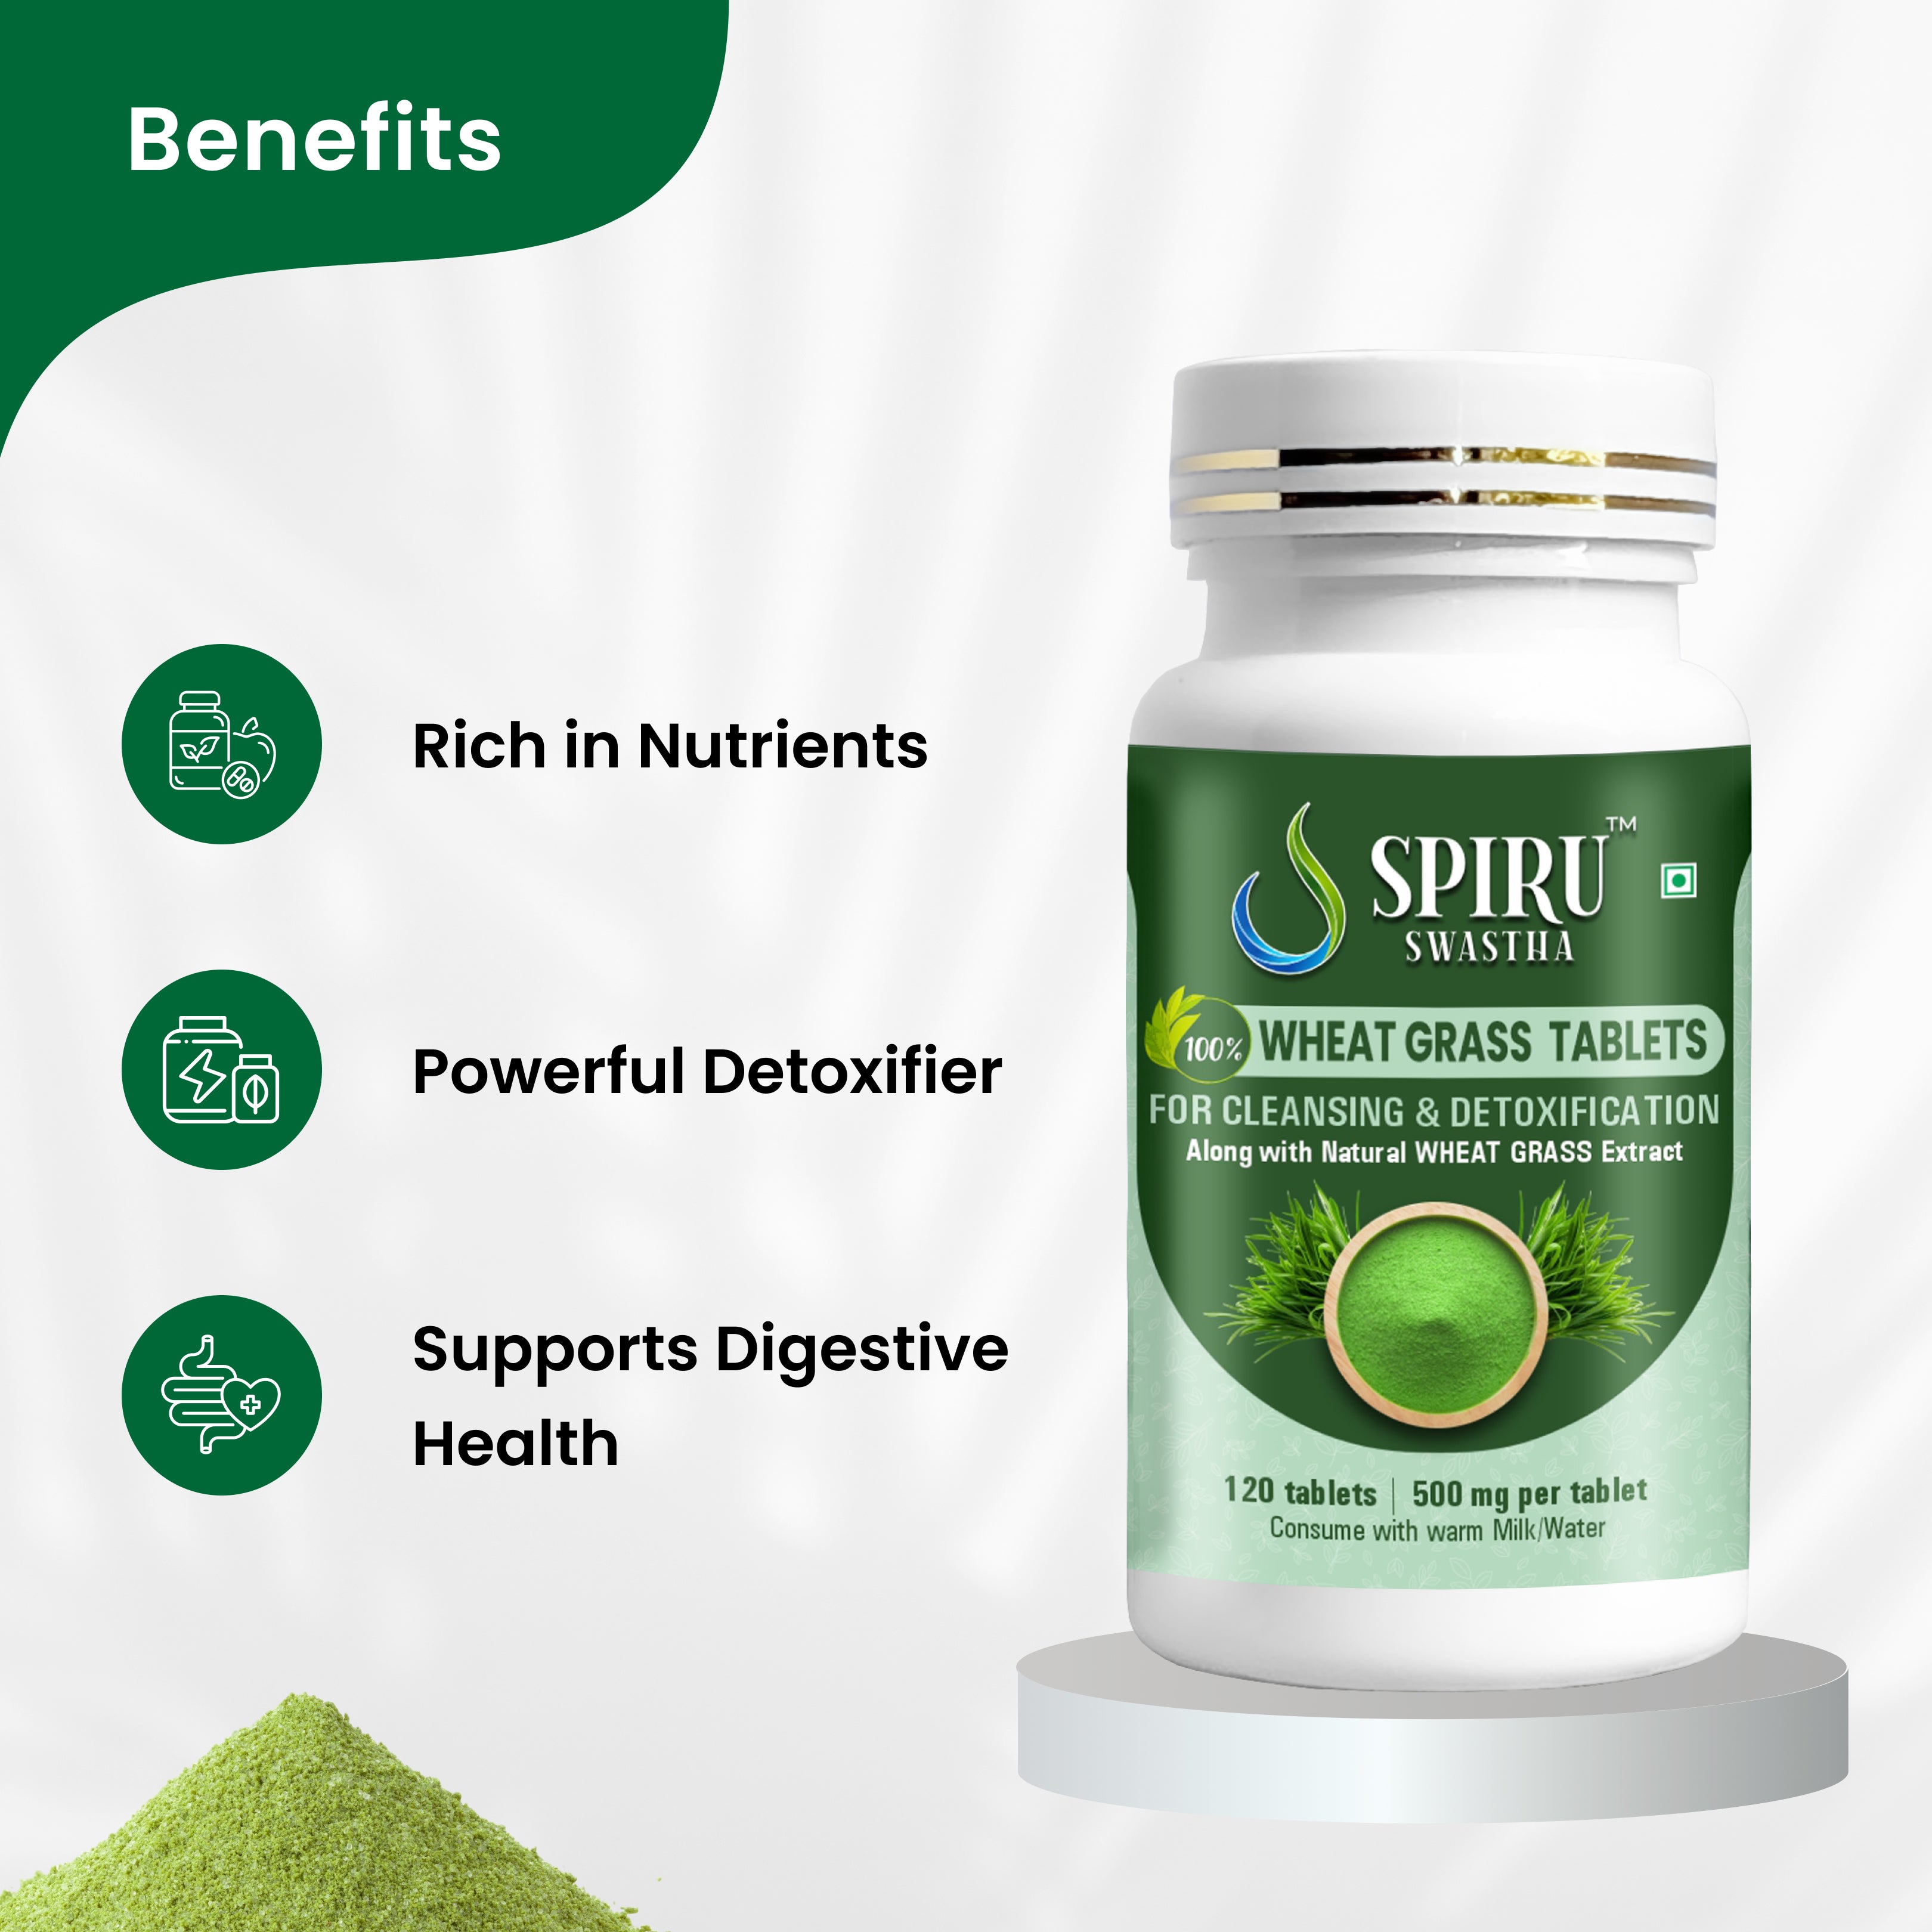 Benefits
Rich in Nutrients
Powerful Detoxifier
Supports Digestive
Health
SPIRU™
SWASTHA
100% WHEAT GRASS TABLETS
FOR CLEANSING & DETOXIFICATION
Along with Natural WHEAT GRASS Extract
120 tablets | 500 mg per tablet
Consume with warm Milk/Water